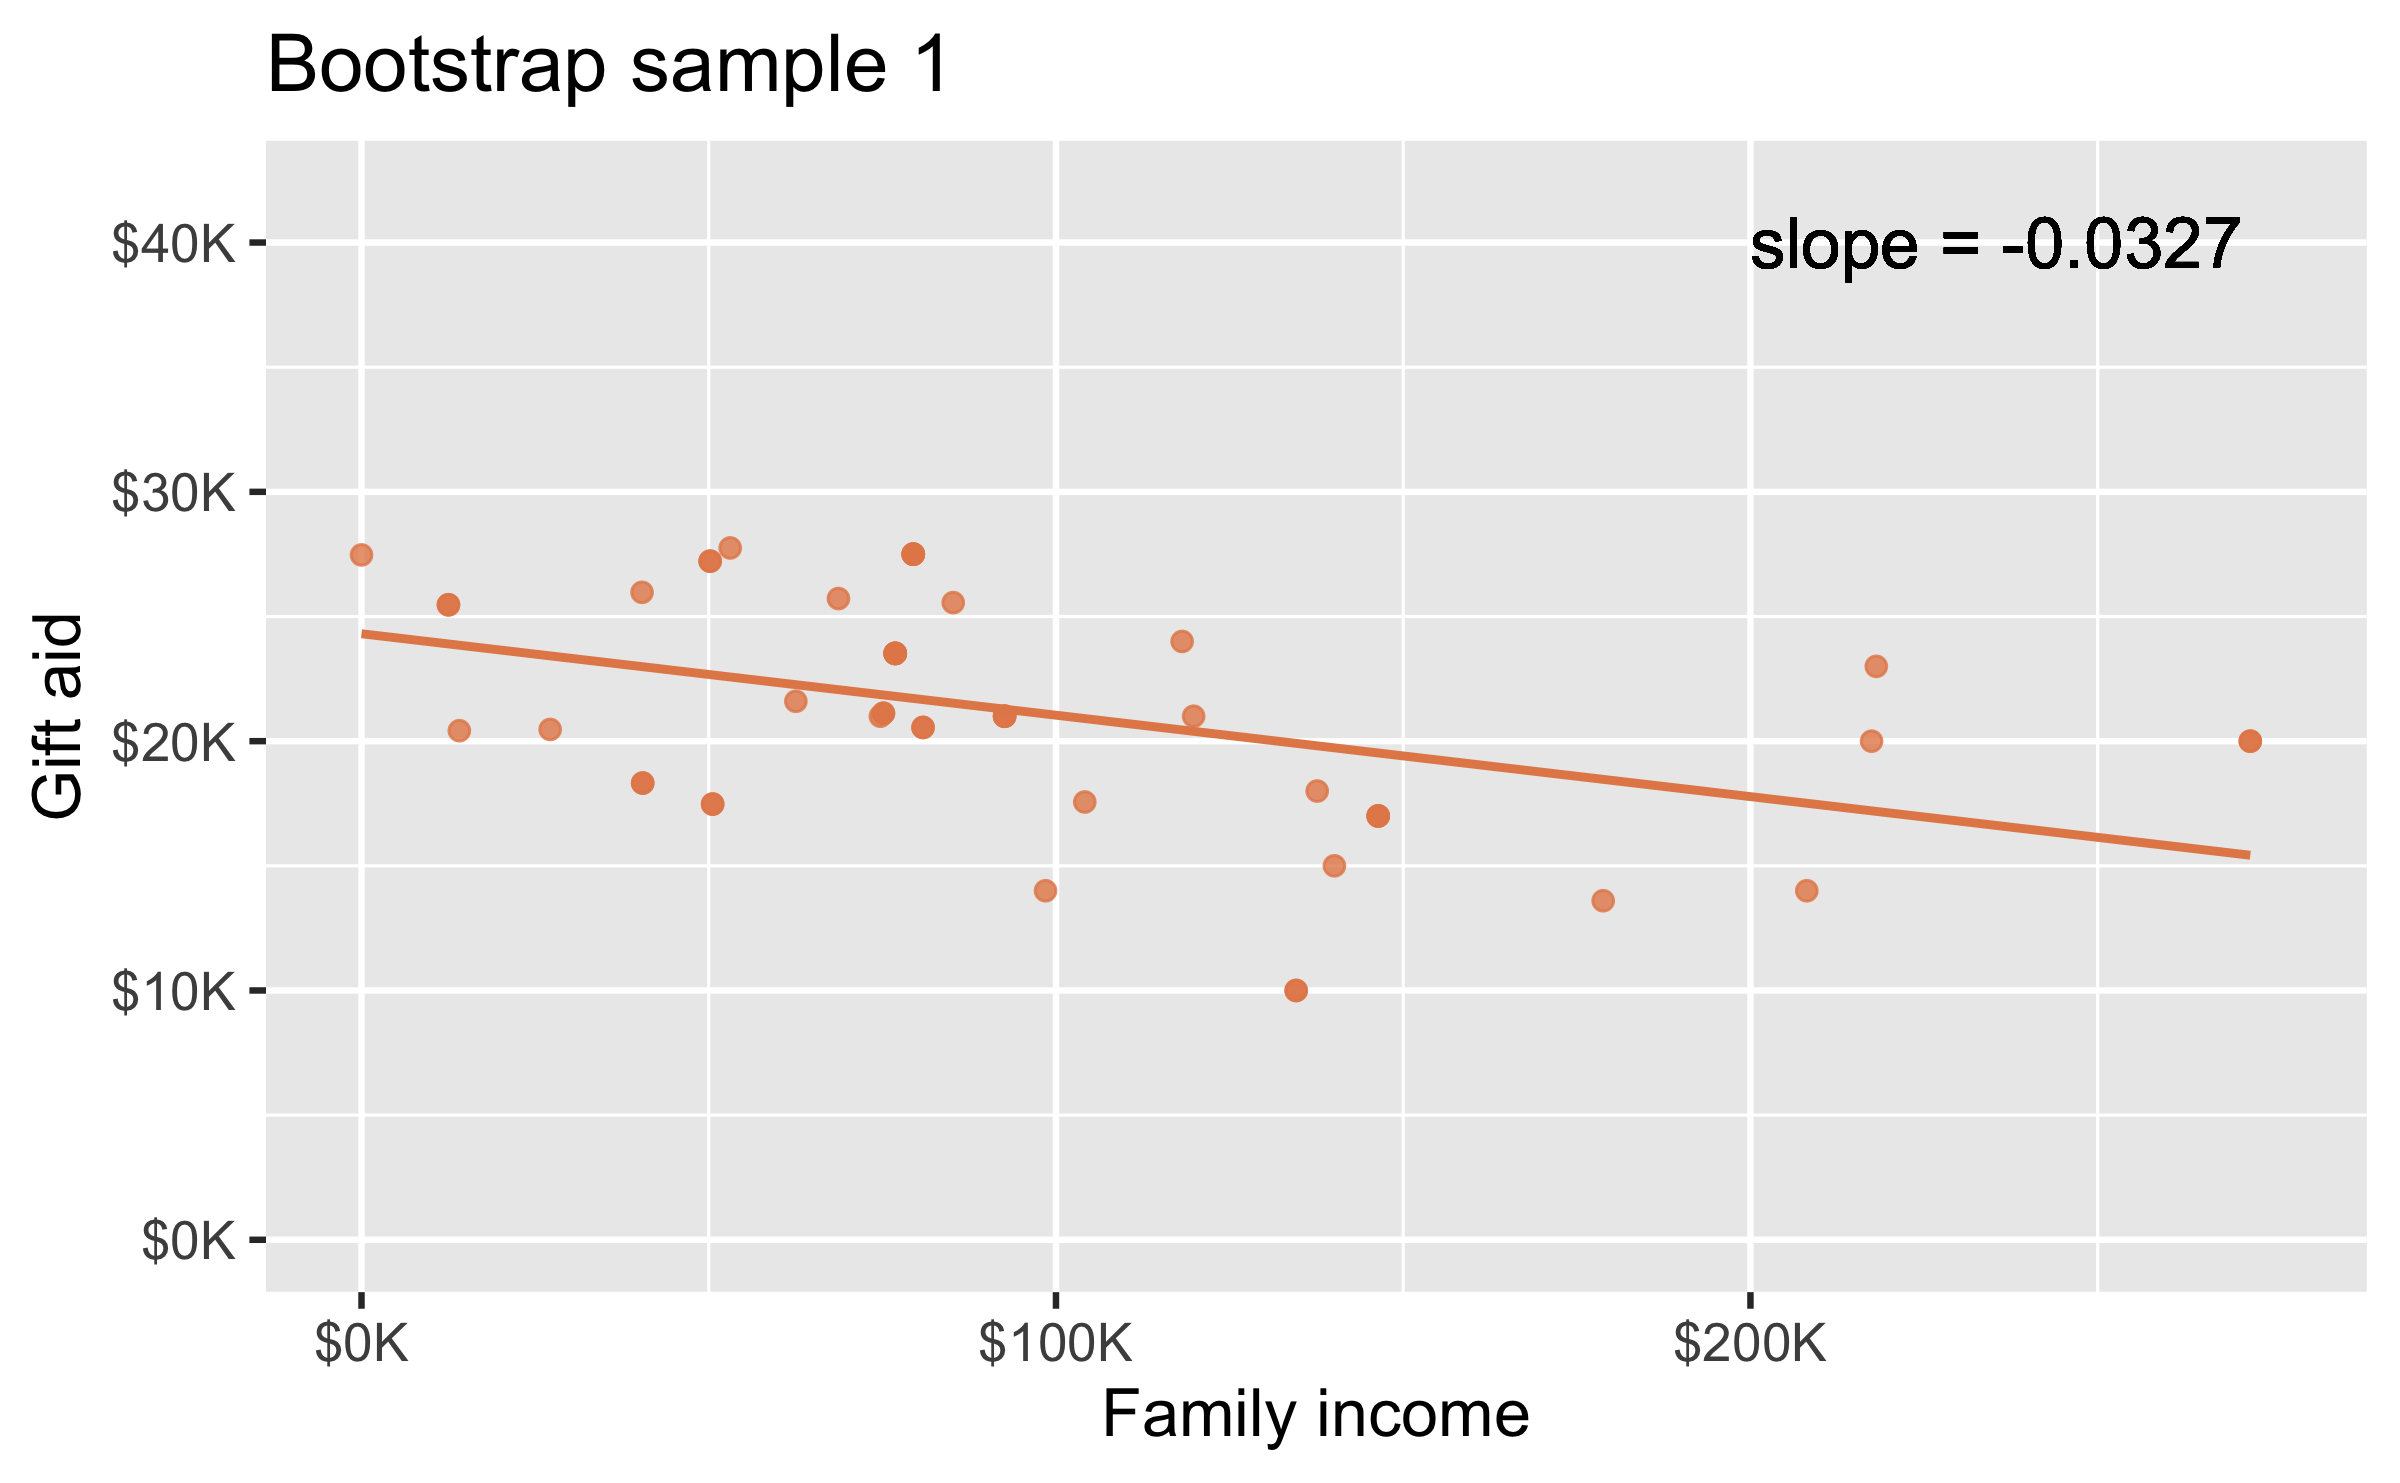 Bootstrap sample 1
slope = -0.0327
$40K
$30K
$20K
$10K
$0K
Gift aid
$0K
$100K
$200K
Family income